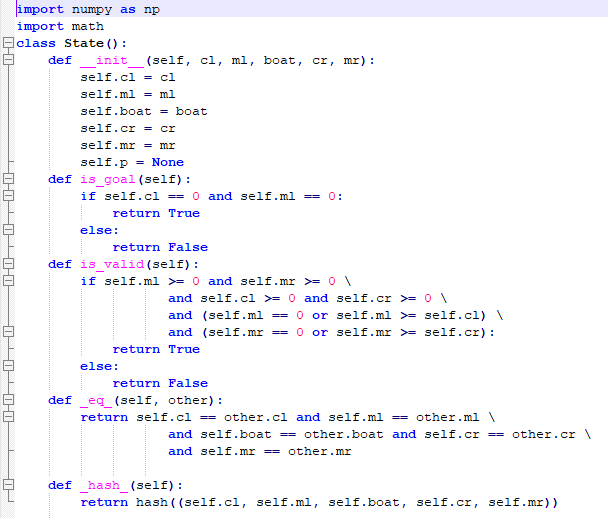 import numpy as np
import math
class State():
    def __init__(self, cl, ml, boat, cr, mr):
        self.cl = cl
        self.ml = ml
        self.boat = boat
        self.cr = cr
        self.mr = mr
        self.p = None
    def is_goal(self):
        if self.cl == 0 and self.ml == 0:
            return True
        else:
            return False
    def is_valid(self):
        if self.ml >= 0 and self.mr >= 0 \
                   and self.cl >= 0 and self.cr >= 0 \
                   and (self.ml == 0 or self.ml >= self.cl) \
                   and (self.mr == 0 or self.mr >= self.cr):
            return True
        else:
            return False
    def _eq_(self, other):
        return self.cl == other.cl and self.ml == other.ml \
                   and self.boat == other.boat and self.cr == other.cr \
                   and self.mr == other.mr
    def _hash_(self):
        return hash((self.cl, self.ml, self.boat, self.cr, self.mr))